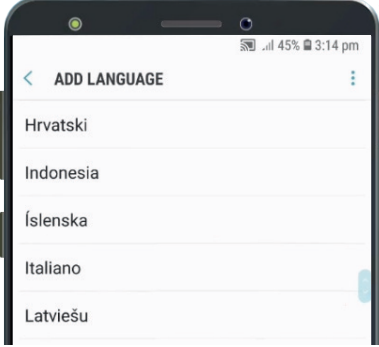 45% 3:14 pm
ADD LANGUAGE
Hrvatski
Indonesia
Íslenska
Italiano
Latviešu